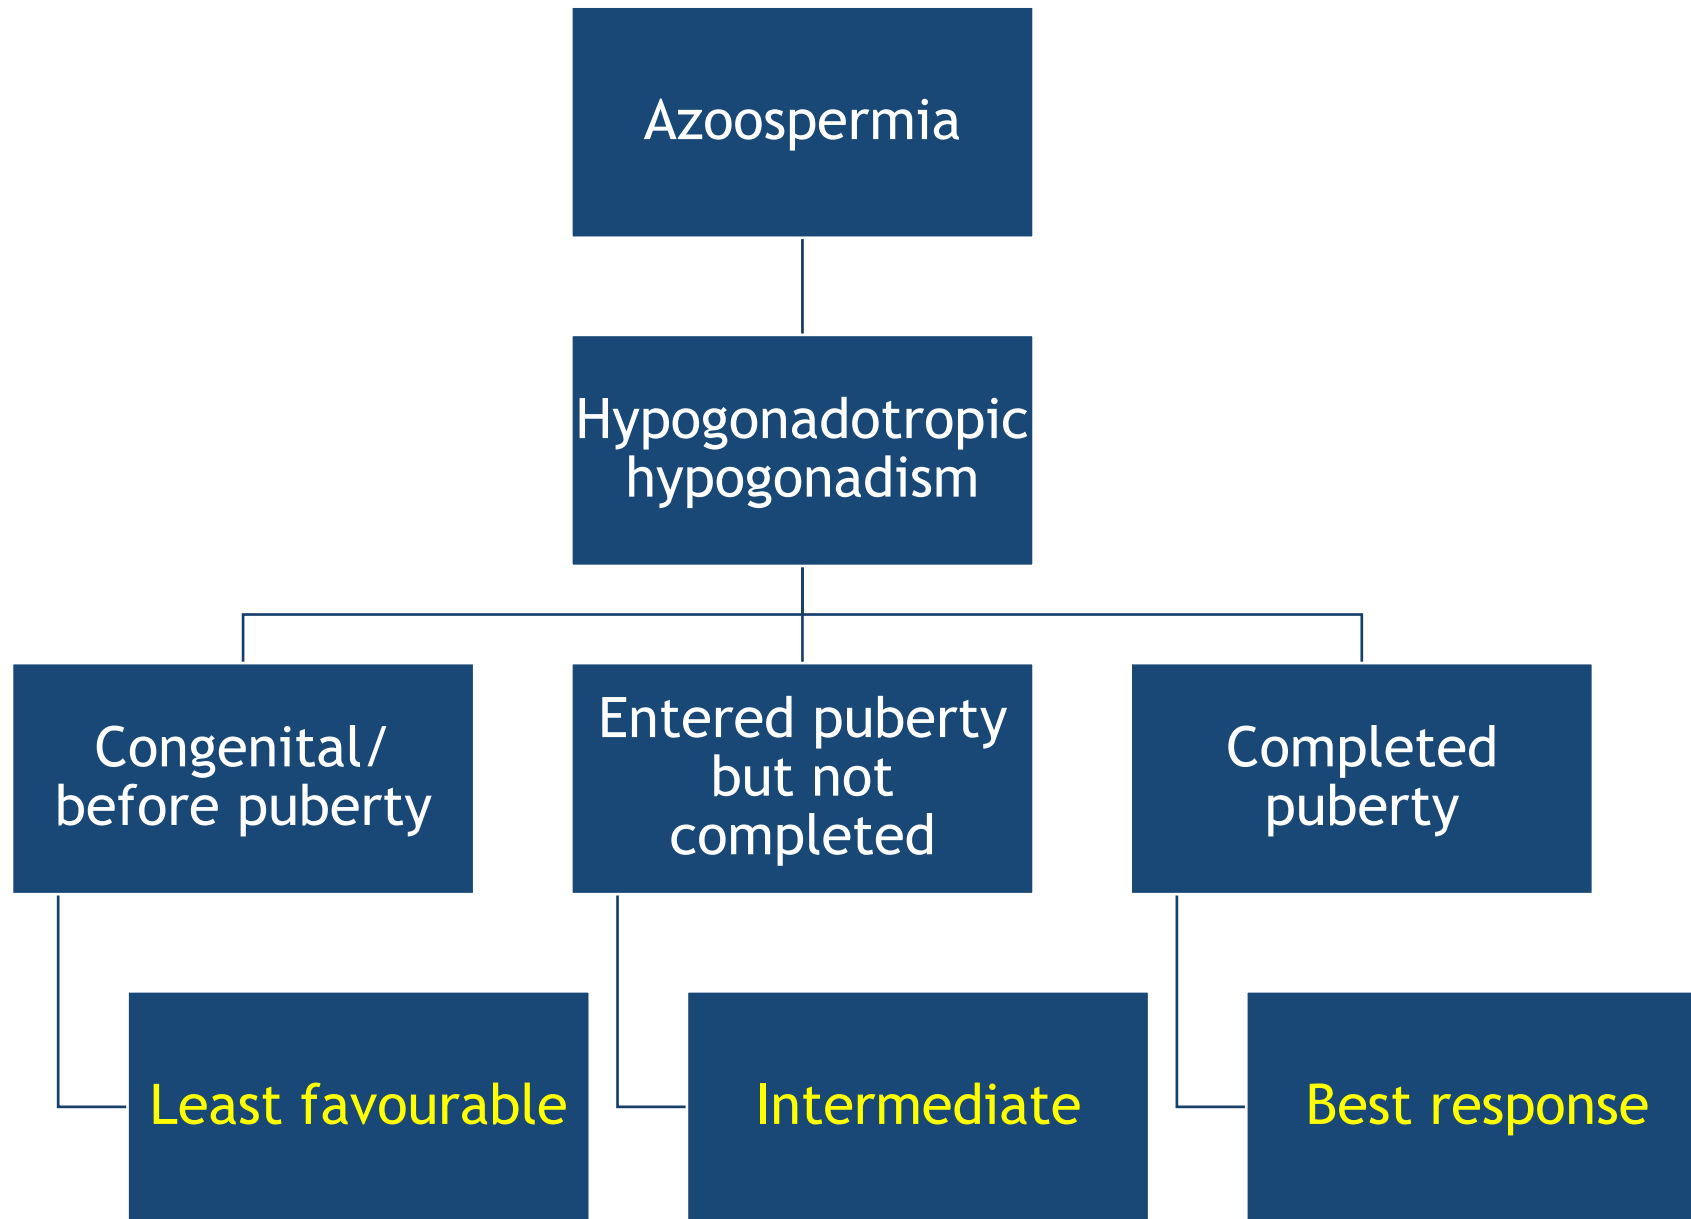 Azoospermia
Hypogonadotropic
hypogonadism
Congenital/
before puberty
Entered puberty
but not
completed
Completed
puberty
Least favourable
Intermediate
Best response